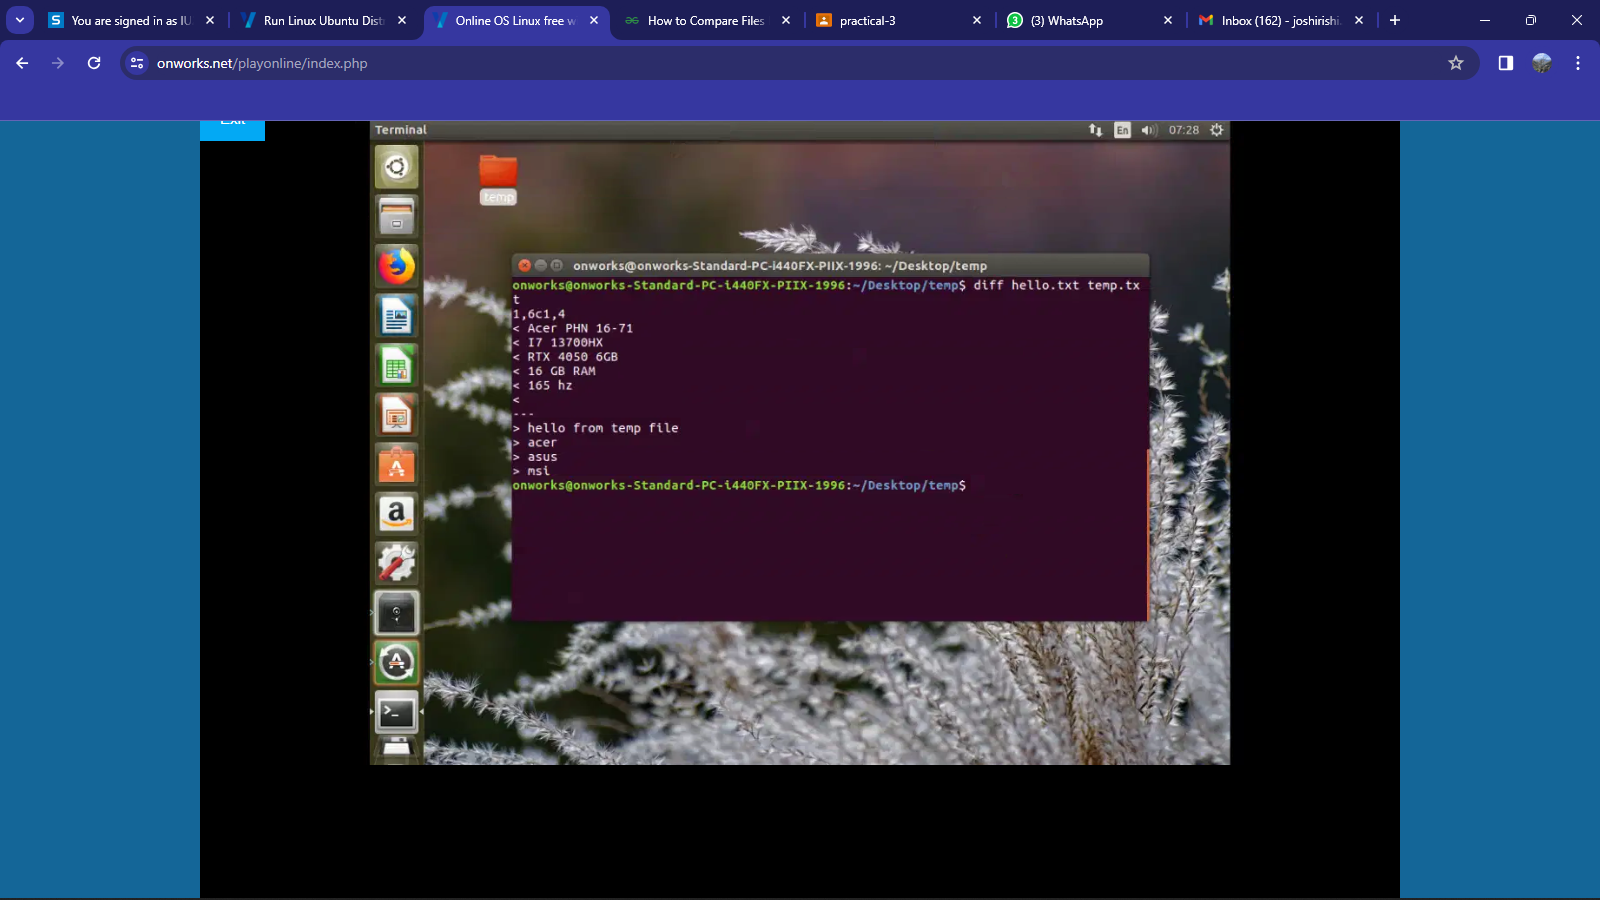 You are signed in as IU
Run Linux Ubuntu Dist
Online OS Linux free w
How to Compare Files
practical-3
(3) WhatsApp
Inbox (162) - joshirishi.
onworks.net/playonline/index.php
Exit
Terminal
En
07:28
temp
onworks@onworks-Standard-PC-i440FX-PIIX-1996: ~/Desktop/temp
onworks@onworks-Standard-PC-i440FX-PIIX-1996:~/Desktop/temp$ diff hello.txt temp.tx
t
1,6c1,4
< Acer PHN 16-71
< I7 13700HX
< RTX 4050 6GB
< 16 GB RAM
< 165 hz
<
---
> hello from temp file
> acer
> asus
> msi
onworks@onworks-Standard-PC-i440FX-PIIX-1996:~/Desktop/temp$